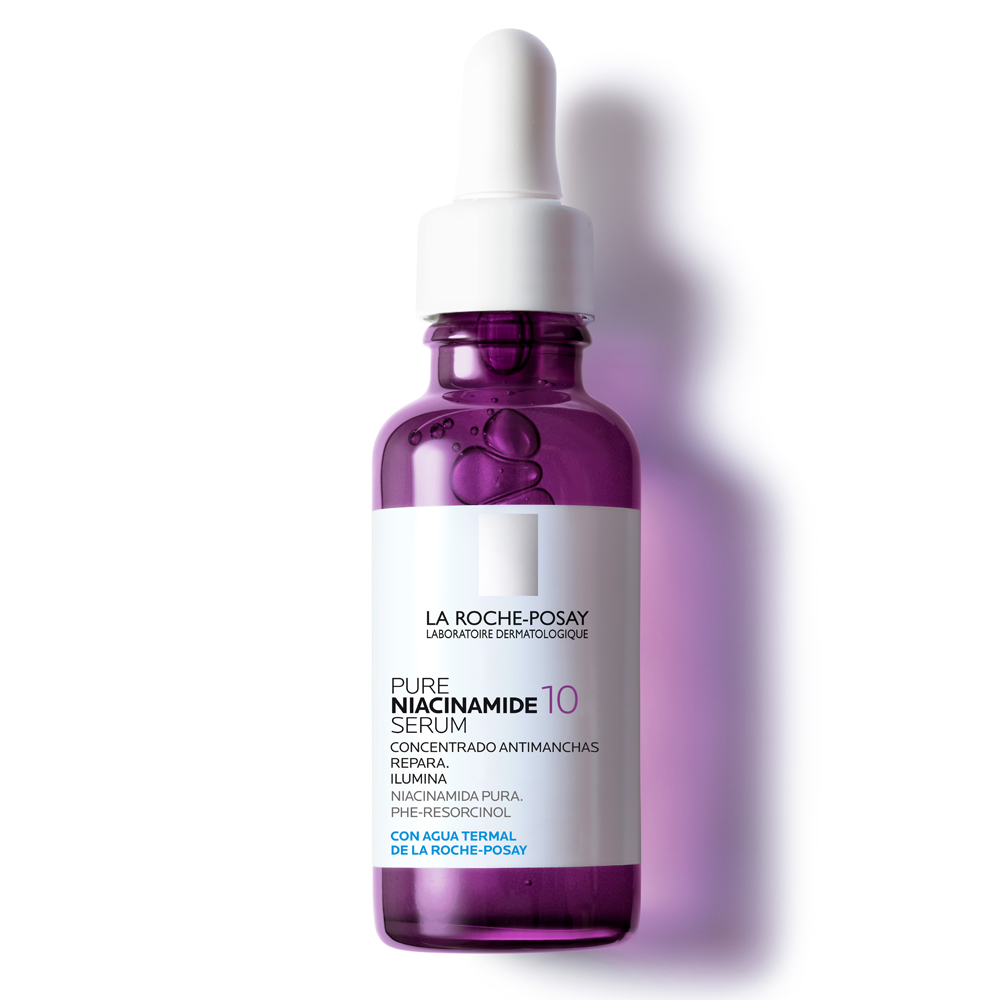 LA ROCHE-POSAY
LABORATOIRE DERMATOLOGIQUE
PURE
NIACINAMIDE 10
SERUM
CONCENTRADO ANTIMANCHAS
REPARA.
ILUMINA
NIACINAMIDA PURA.
PHE-RESORCINOL
CON AGUA TERMAL
DE LA ROCHE-POSAY